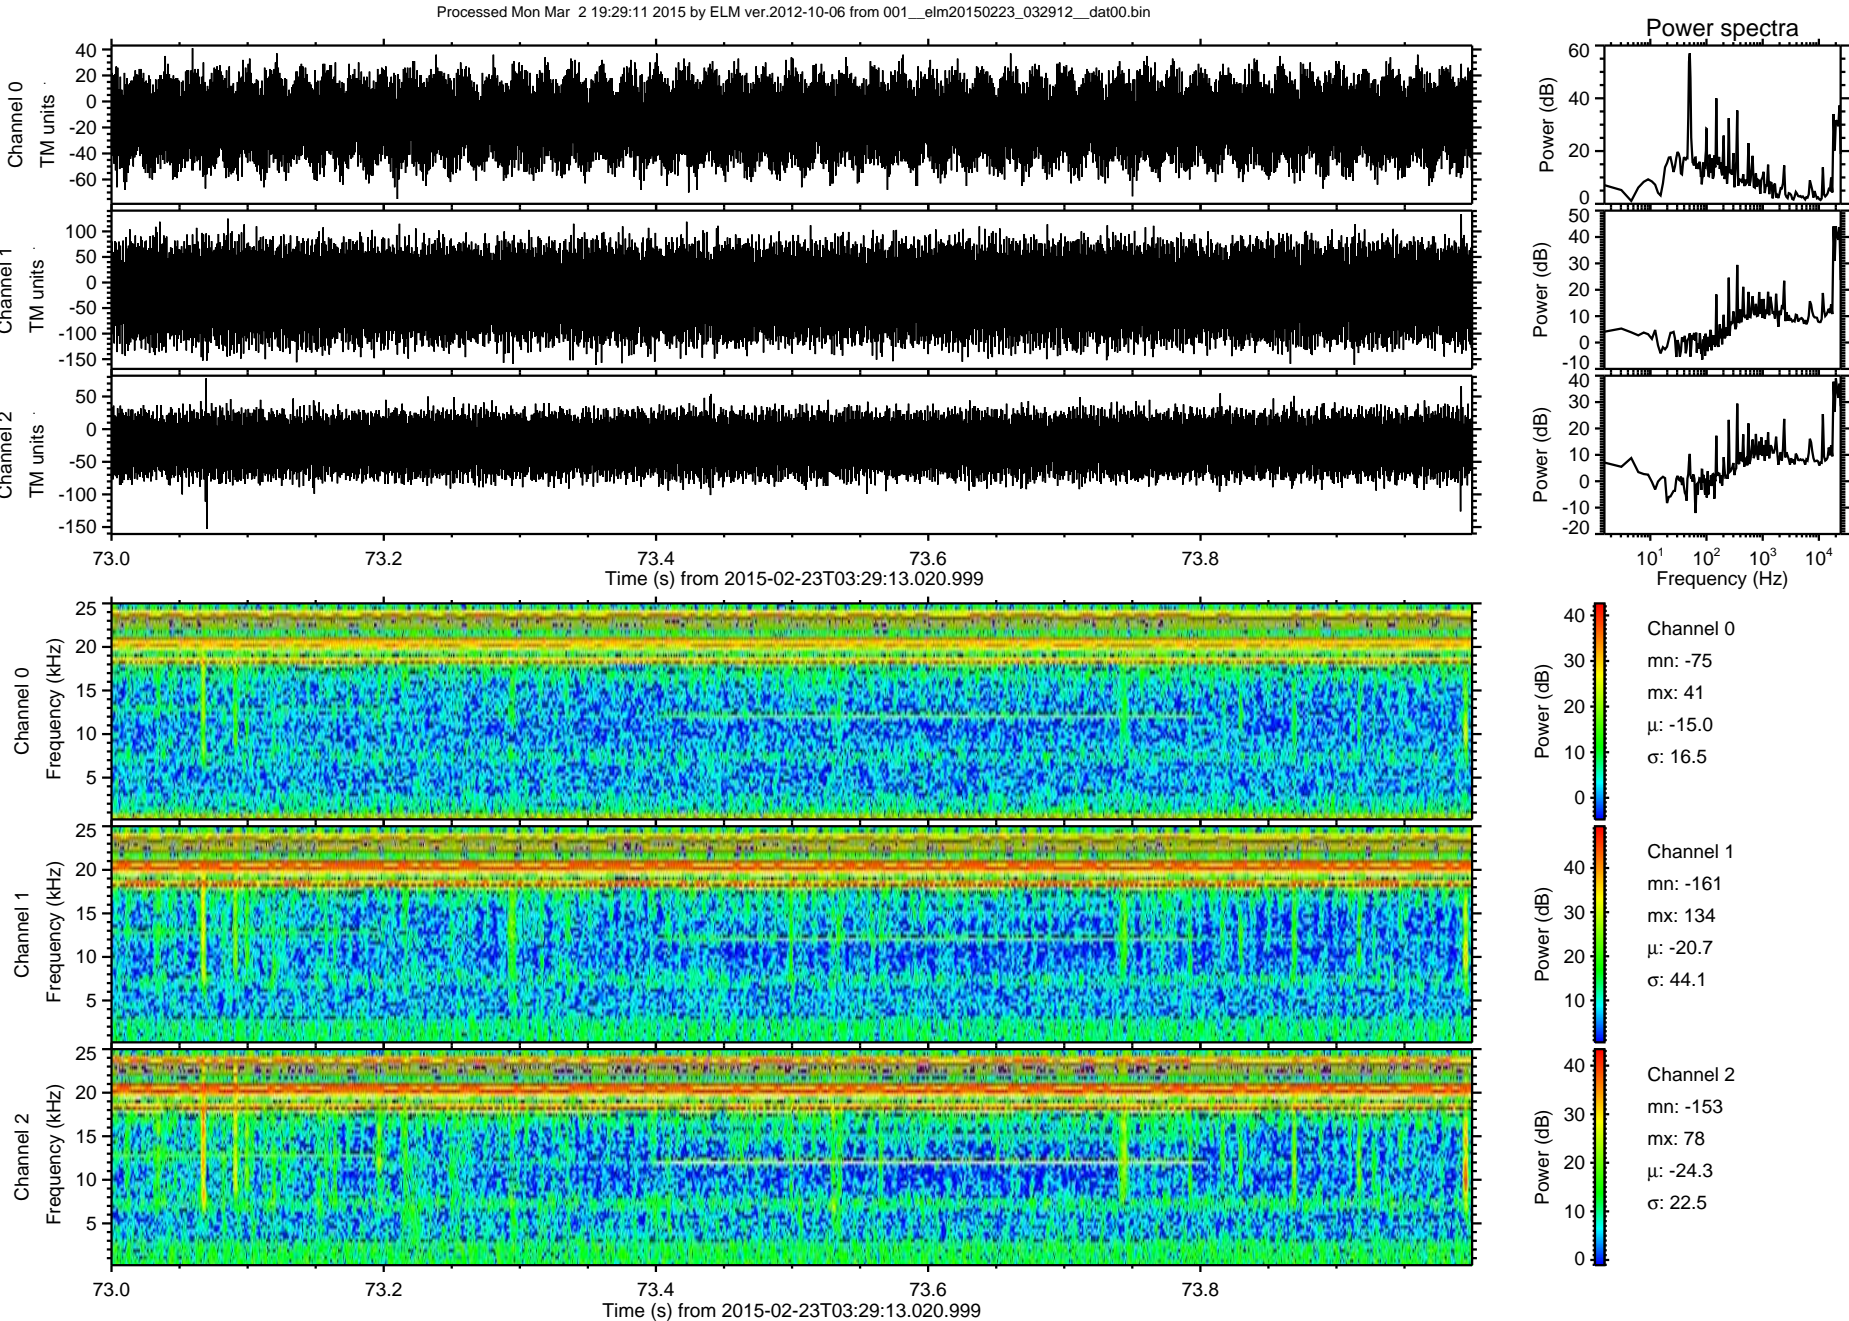 Processed Mon Mar  2 19:29:11 2015 by ELM ver.2012-10-06 from 001__elm20150223_032912__dat00.bin
Power spectra
Channel 0
TM units
40
20
0
-20
-40
-60
Power (dB)
60
40
20
0
Channel 1
TM units
100
50
0
-50
-100
-150
Power (dB)
50
40
30
20
10
0
-10
Channel 2
TM units
50
0
-50
-100
-150
Power (dB)
40
30
20
10
0
-10
-20
73.0 73.2 73.4 73.6 73.8
Time (s) from 2015-02-23T03:29:13.020.999
10^1 10^2 10^3 10^4
Frequency (Hz)
Channel 0
Frequency (kHz)
25
20
15
10
5
Power (dB)
40
30
20
10
0
Channel 0
mn: -75
mx: 41
μ: -15.0
σ: 16.5
Channel 1
Frequency (kHz)
25
20
15
10
5
Power (dB)
40
30
20
10
Channel 1
mn: -161
mx: 134
μ: -20.7
σ: 44.1
Channel 2
Frequency (kHz)
25
20
15
10
5
Power (dB)
40
30
20
10
0
Channel 2
mn: -153
mx: 78
μ: -24.3
σ: 22.5
73.0 73.2 73.4 73.6 73.8
Time (s) from 2015-02-23T03:29:13.020.999